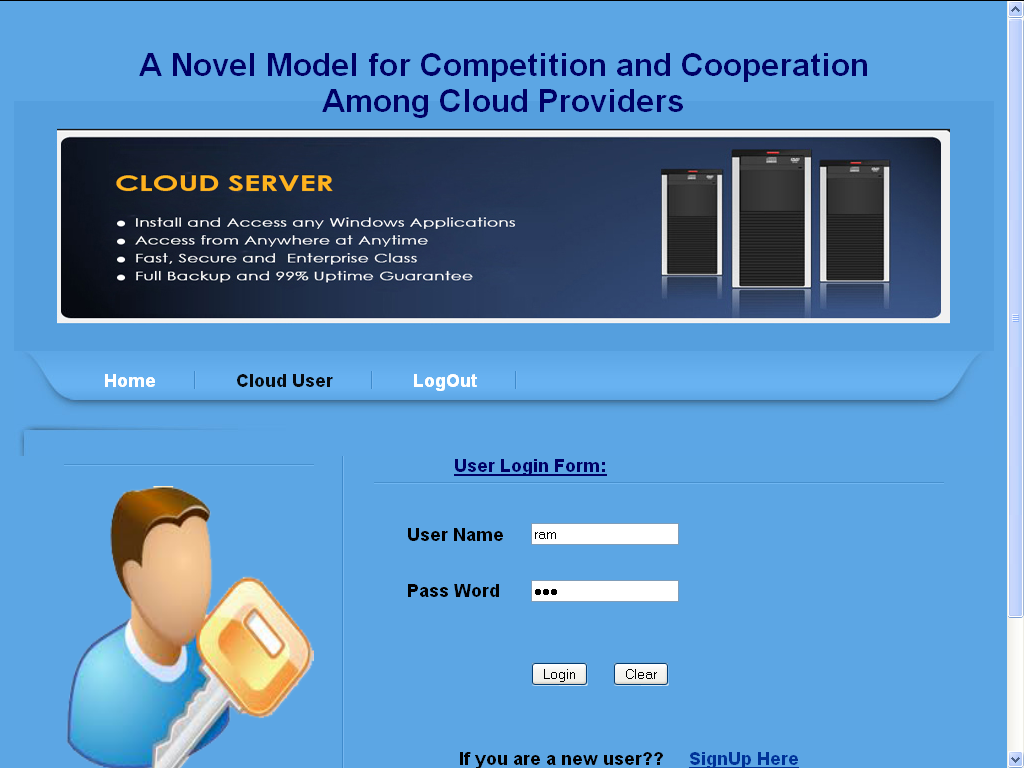 A Novel Model for Competition and Cooperation
Among Cloud Providers
CLOUD SERVER
● Install and Access any Windows Applications
● Access from Anywhere at Anytime
● Fast, Secure and Enterprise Class
● Full Backup and 99% Uptime Guarantee
Home Cloud User LogOut
User Login Form:
User Name ram
Pass Word ●●●
Login Clear
If you are a new user?? SignUp Here